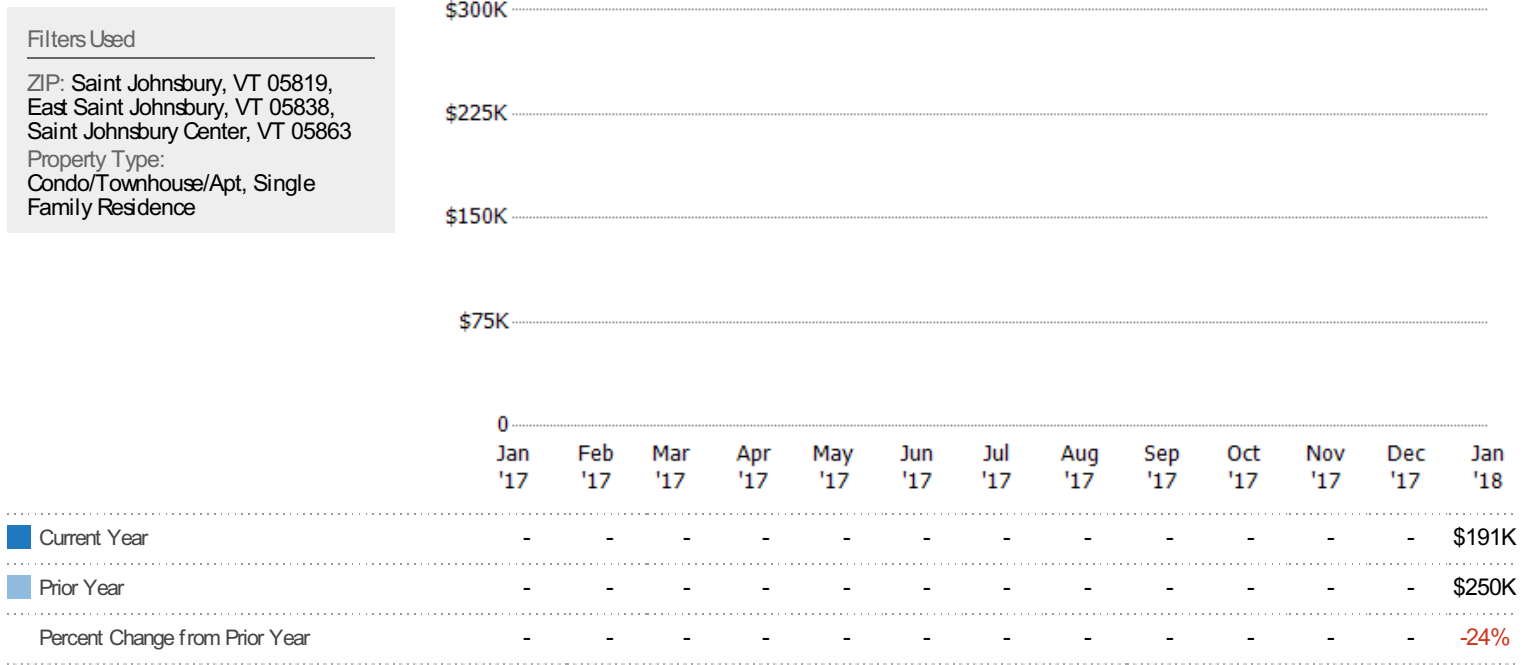 Filters Used
ZIP: Saint Johnsbury, VT 05819,
East Saint Johnsbury, VT 05838,
Saint Johnsbury Center, VT 05863
Property Type:
Condo/Townhouse/Apt, Single
Family Residence
$300K
$225K
$150K
$75K
0
Jan Feb Mar Apr May Jun Jul Aug Sep Oct Nov Dec Jan
'17 '17 '17 '17 '17 '17 '17 '17 '17 '17 '17 '17 '18
Current Year - - - - - - - - - - - - $191K
Prior Year - - - - - - - - - - - - $250K
Percent Change from Prior Year - - - - - - - - - - - - -24%